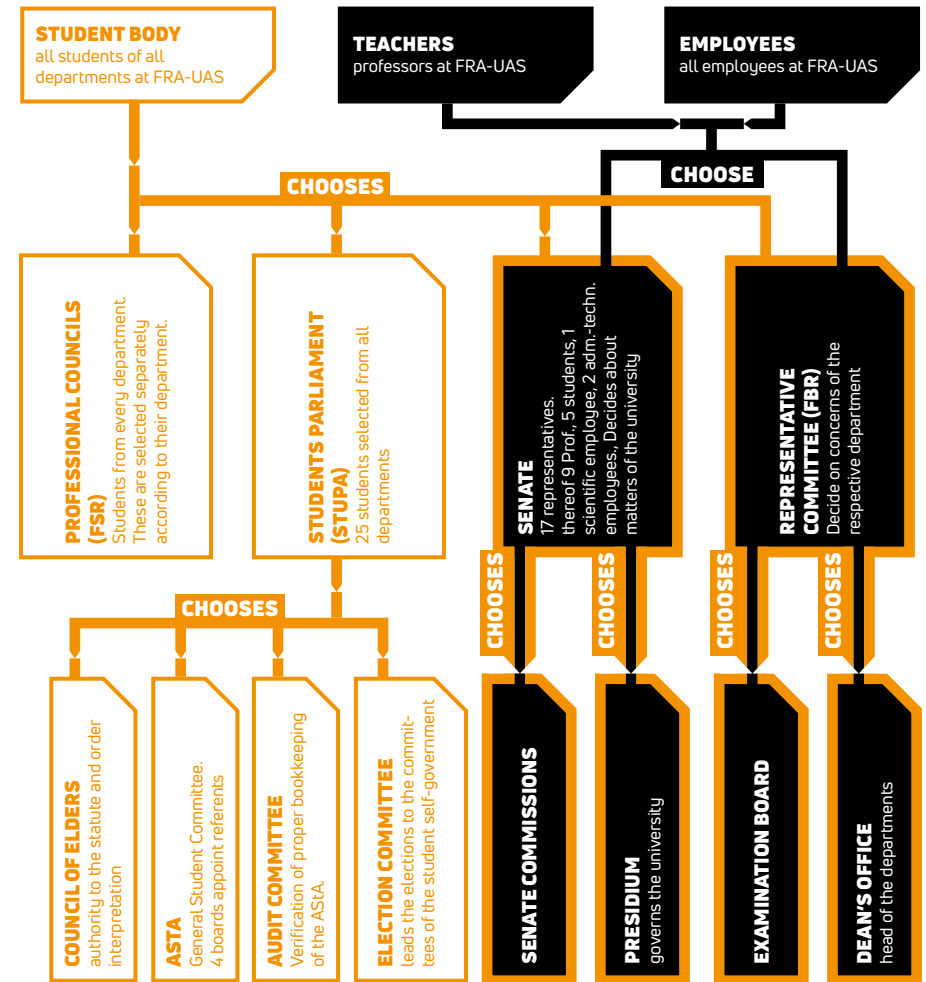 STUDENT BODY
all students of all
departments at FRA-UAS
TEACHERS
professors at FRA-UAS
EMPLOYEES
all employees at FRA-UAS
CHOOSE
CHOOSES
PROFESSIONAL COUNCILS
(FSR)
Students from every department.
These are selected separately
according to their department.
STUDENTS PARLIAMENT
(STUPA)
25 students selected from all
departments
SENATE
17 representatives.
thereof 9 Prof., 5 students, 1
scientific employee, 2 adm.-techn.
employees, Decides about
matters of the university
REPRESENTATIVE
COMMITTEE (FBR)
Decide on concerns of the
respective department
CHOOSES
CHOOSES
CHOOSES
CHOOSES
CHOOSES
COUNCIL OF ELDERS
authority to the statute and order
interpretation
ASTA
General Student Committee.
4 boards appoint referents
AUDIT COMMITTEE
Verification of proper bookkeeping
of the AStA.
ELECTION COMMITTEE
leads the elections to the commit-
tees of the student self-government
SENATE COMMISSIONS
PRESIDIUM
governs the university
EXAMINATION BOARD
DEAN'S OFFICE
head of the departments